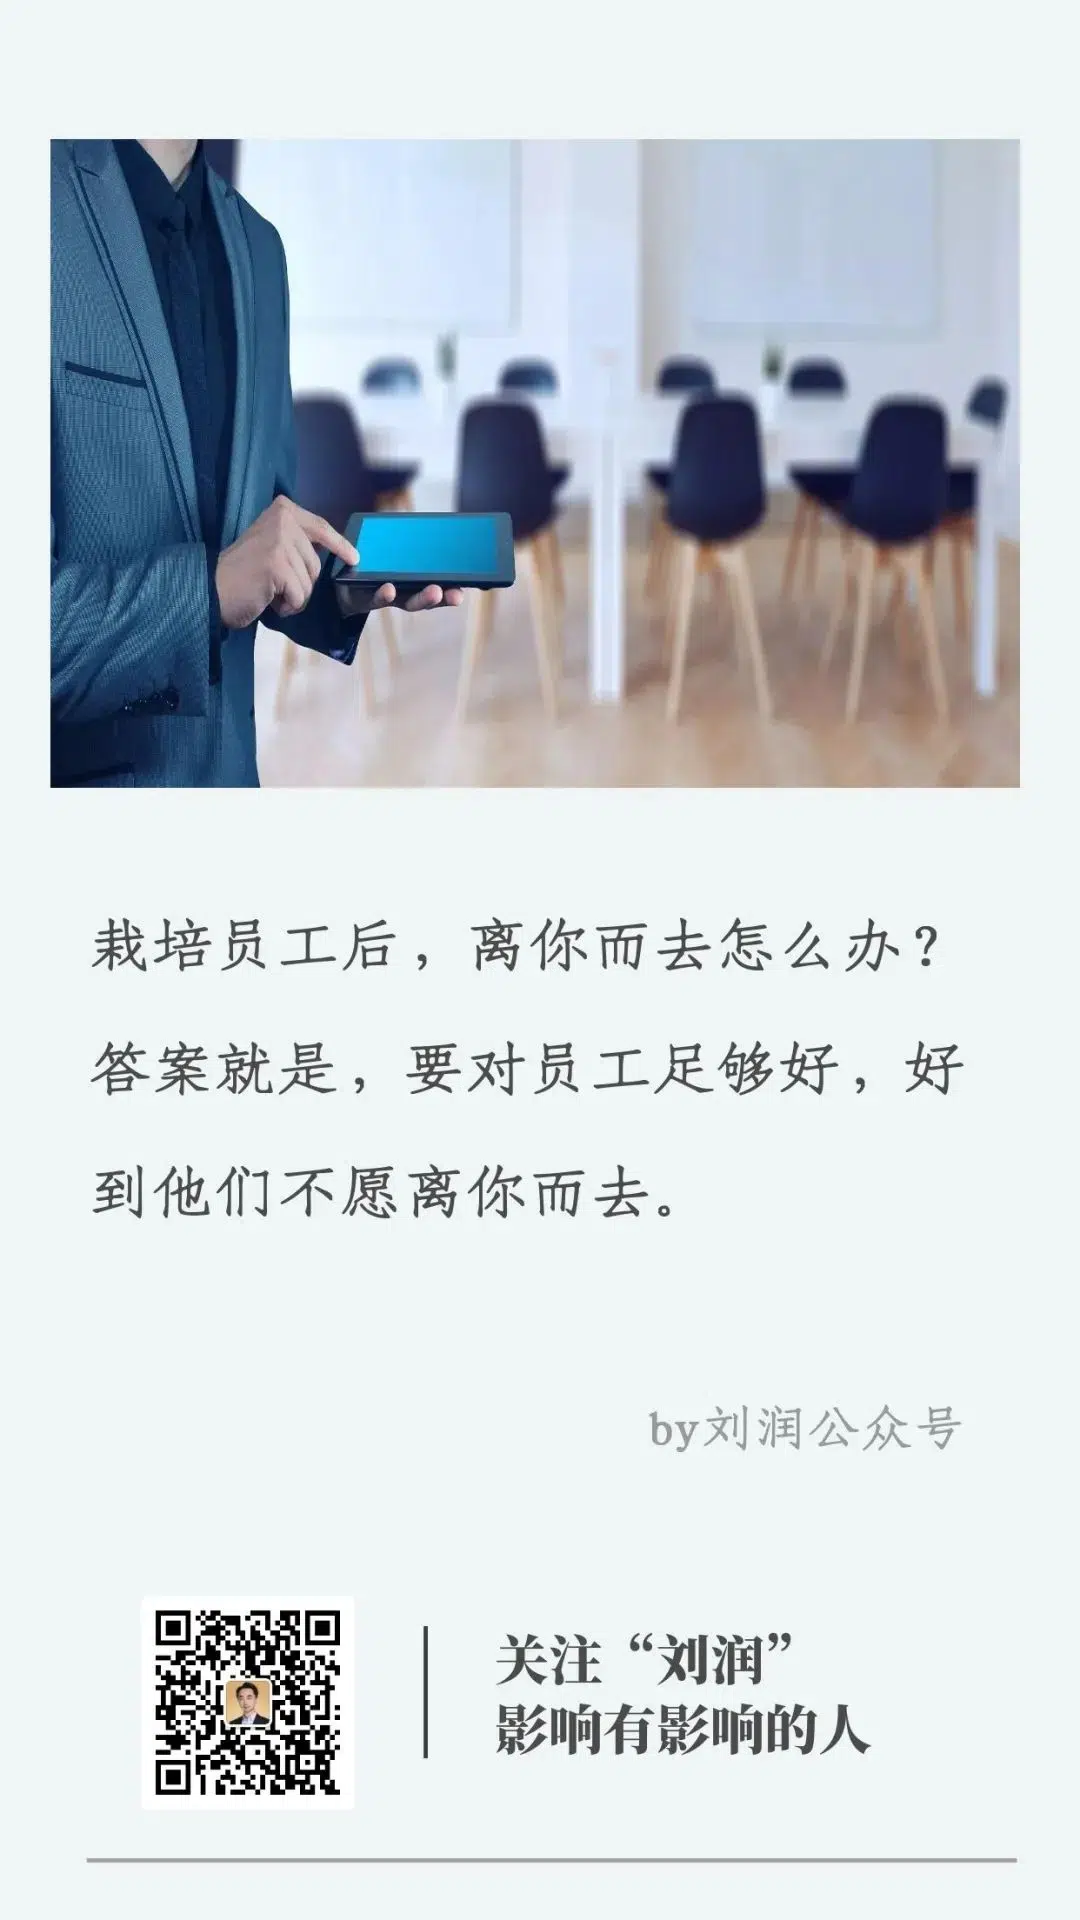 栽培员工后，离你而去怎么办？
答案就是，要对员工足够好，好
到他们不愿离你而去。
by刘润公众号
关注“刘润”
影响有影响的人